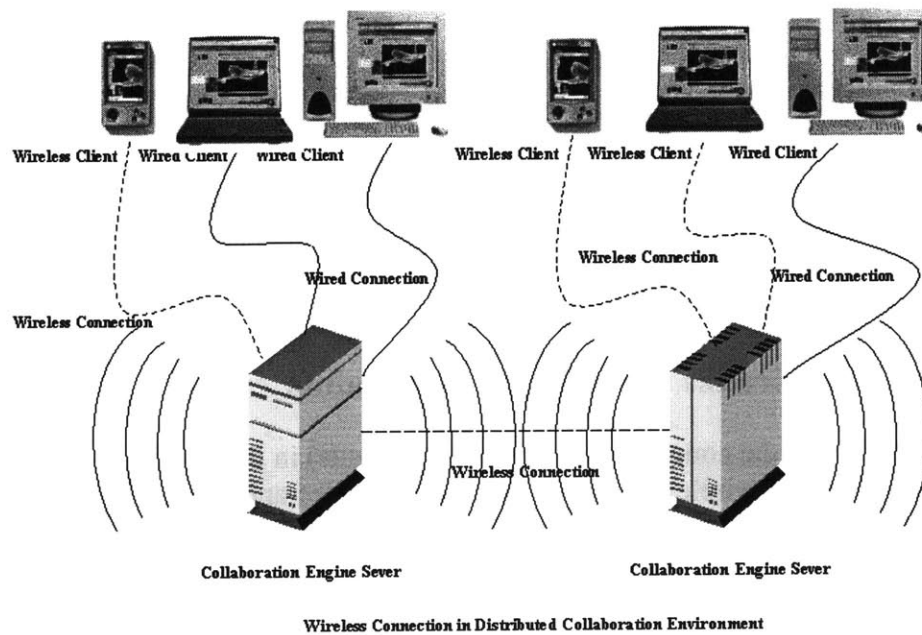 Wireless Client Wired Client Wired Client
Wireless Client Wireless Client Wired Client
Wireless Connection
Wired Connection
Wired Connection
Wireless Connection
Wireless Connection
Collaboration Engine Sever
Collaboration Engine Sever
Wireless Connection in Distributed Collaboration Environment